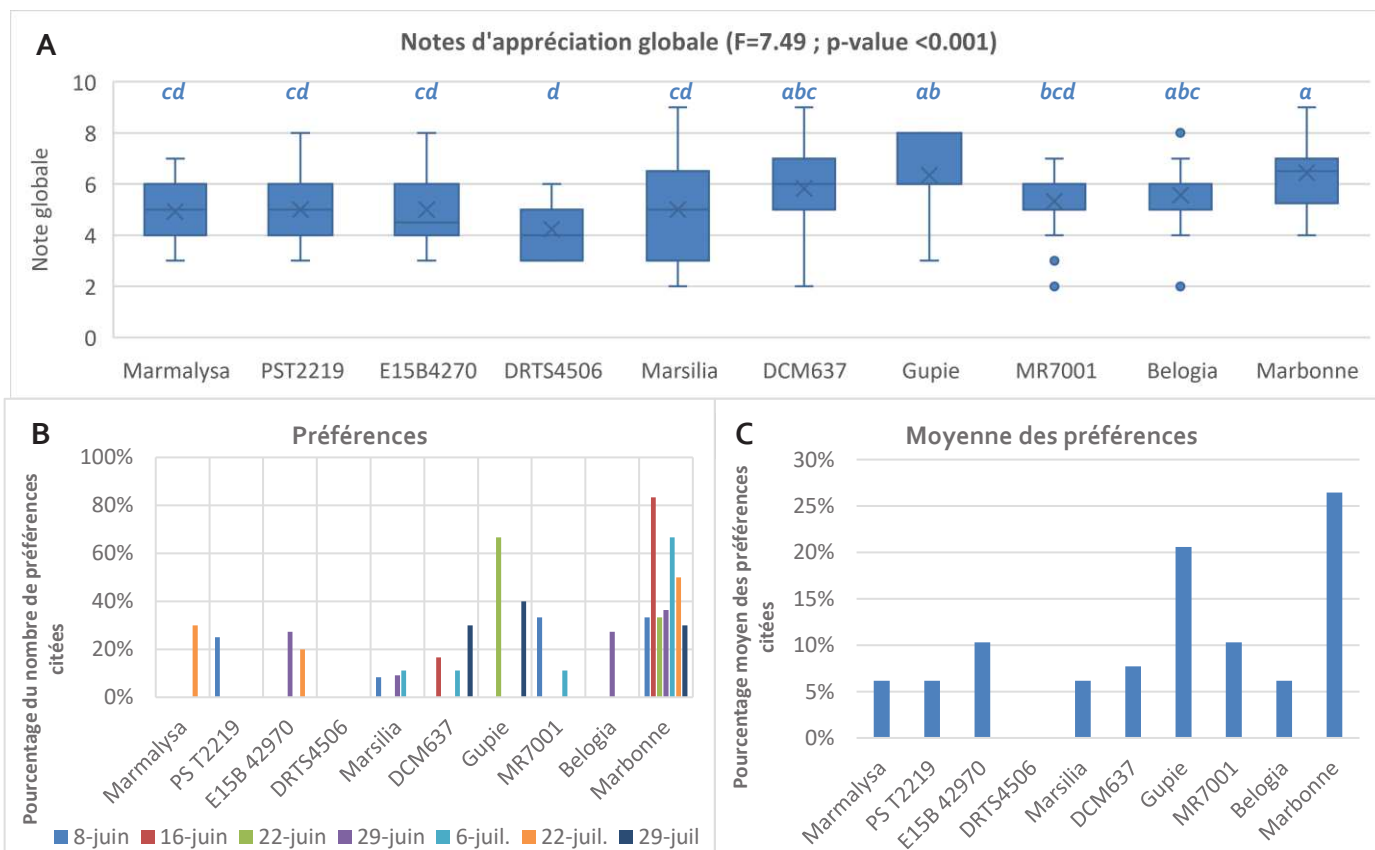 A
Notes d'appréciation globale (F=7.49 ; p-value <0.001)
Note globale
10
8
6
4
2
0
cd cd cd d cd abc ab bcd abc a
Marmalysa PST2219 E15B4270 DRTS4506 Marsilia DCM637 Gupie MR7001 Belogia Marbonne
B
Préférences
Pourcentage du nombre de préférences
citées
100%
80%
60%
40%
20%
0%
Marmalysa
PS T2219
E15B 42970
DRTS4506
Marsilia
DCM637
Gupie
MR7001
Belogia
Marbonne
8-juin 16-juin 22-juin 29-juin 6-juil. 22-juil. 29-juil
C
Moyenne des préférences
Pourcentage moyen des préférences
citées
30%
25%
20%
15%
10%
5%
0%
Marmalysa
PS T2219
E15B 42970
DRTS4506
Marsilia
DCM637
Gupie
MR7001
Belogia
Marbonne